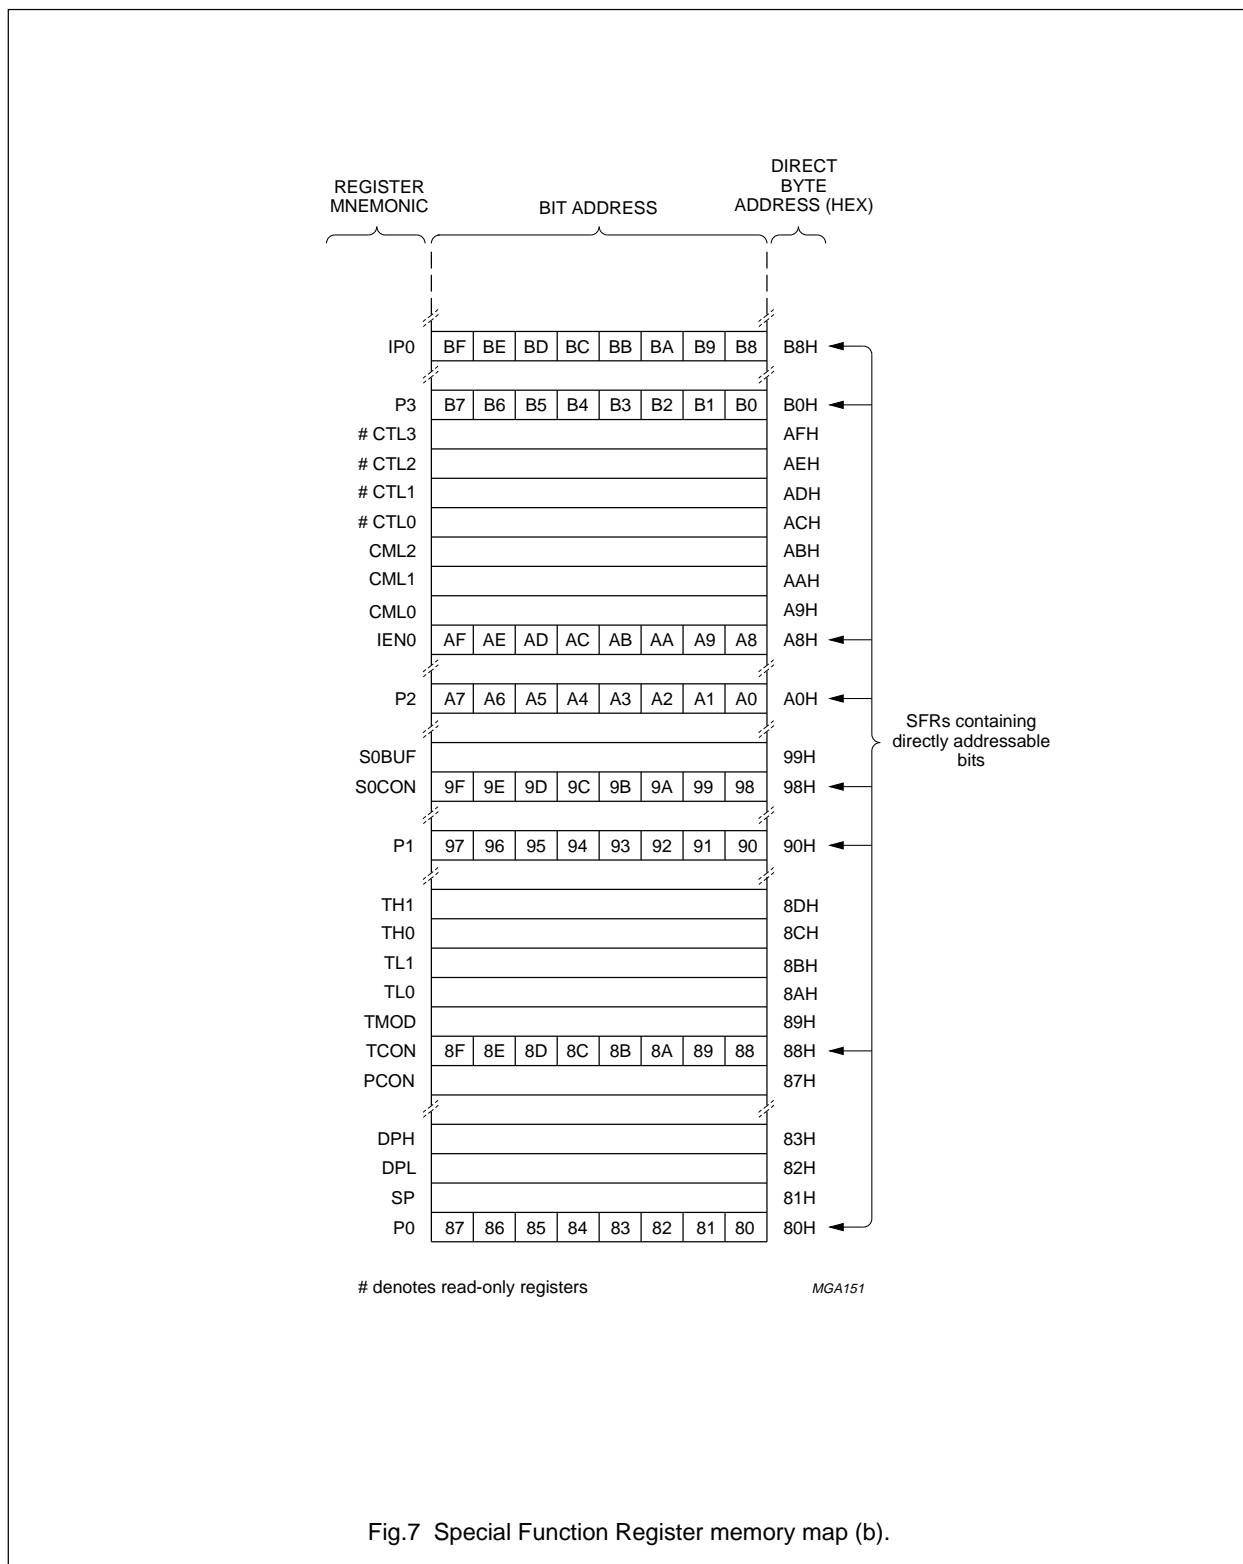 REGISTER
MNEMONIC
BIT ADDRESS
DIRECT
BYTE
ADDRESS (HEX)
IP0 BF BE BD BC BB BA B9 B8 B8H
P3 B7 B6 B5 B4 B3 B2 B1 B0 B0H
# CTL3 AFH
# CTL2 AEH
# CTL1 ADH
# CTL0 ACH
CML2 ABH
CML1 AAH
CML0 A9H
IEN0 AF AE AD AC AB AA A9 A8 A8H
P2 A7 A6 A5 A4 A3 A2 A1 A0 A0H
SFRs containing
directly addressable
bits
S0BUF 99H
S0CON 9F 9E 9D 9C 9B 9A 99 98 98H
P1 97 96 95 94 93 92 91 90 90H
TH1 8DH
TH0 8CH
TL1 8BH
TL0 8AH
TMOD 89H
TCON 8F 8E 8D 8C 8B 8A 89 88 88H
PCON 87H
DPH 83H
DPL 82H
SP 81H
P0 87 86 85 84 83 82 81 80 80H
# denotes read-only registers
MGA151
Fig.7 Special Function Register memory map (b).